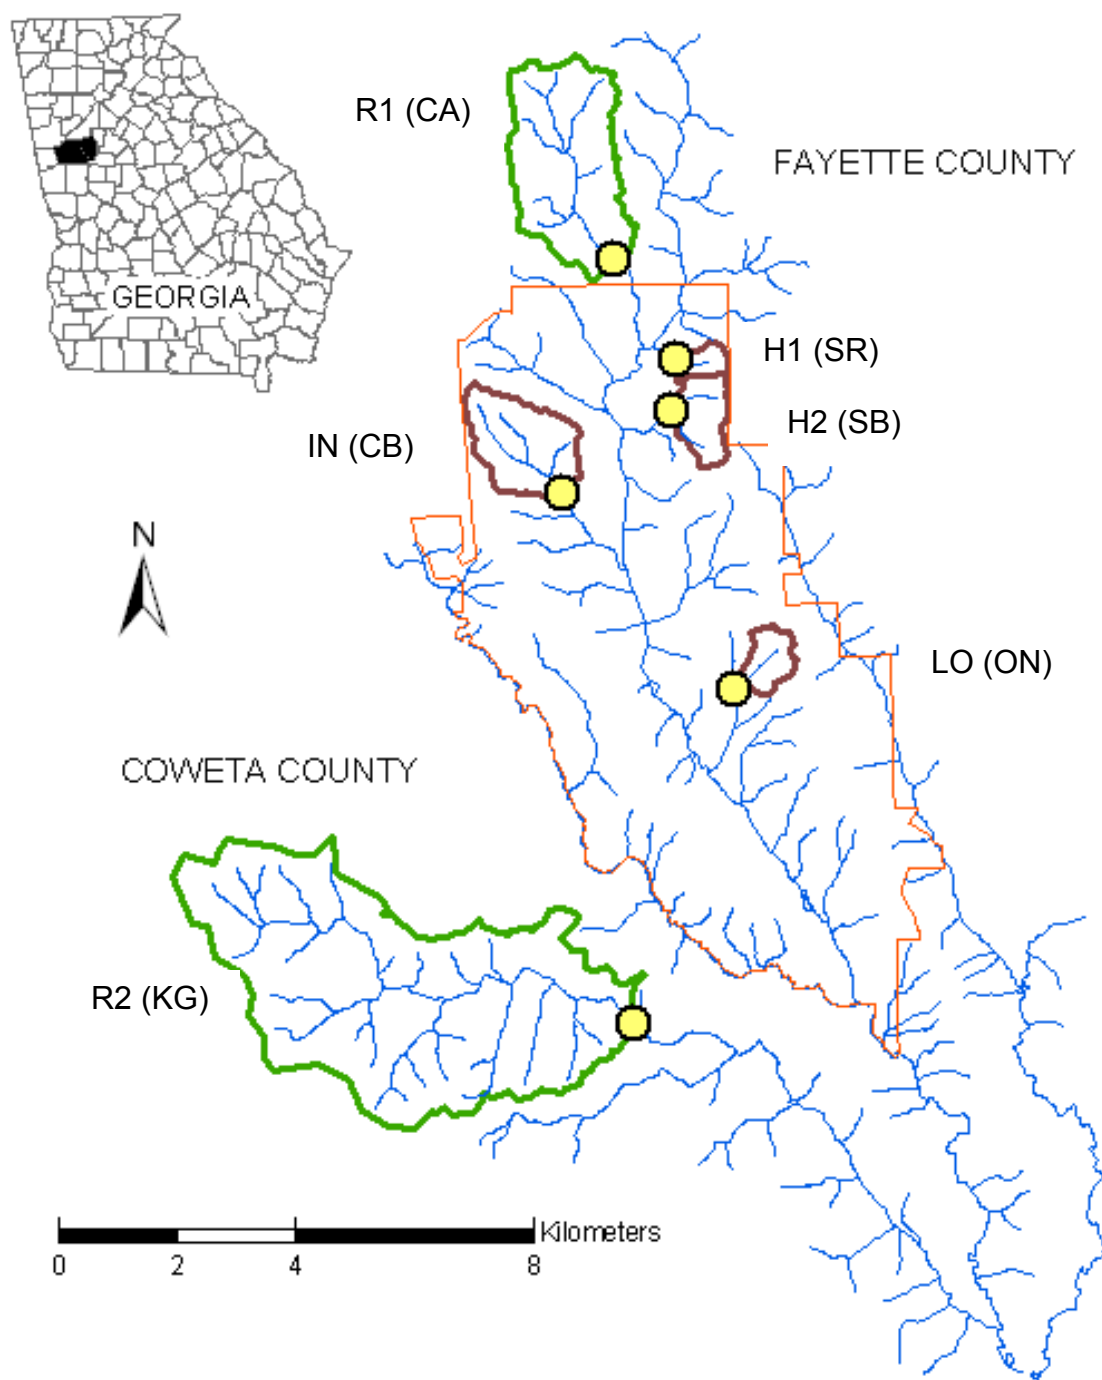 R1 (CA)
FAYETTE COUNTY
GEORGIA
H1 (SR)
H2 (SB)
IN (CB)
N
LO (ON)
COWETA COUNTY
R2 (KG)
Kilometers
0 2 4 8